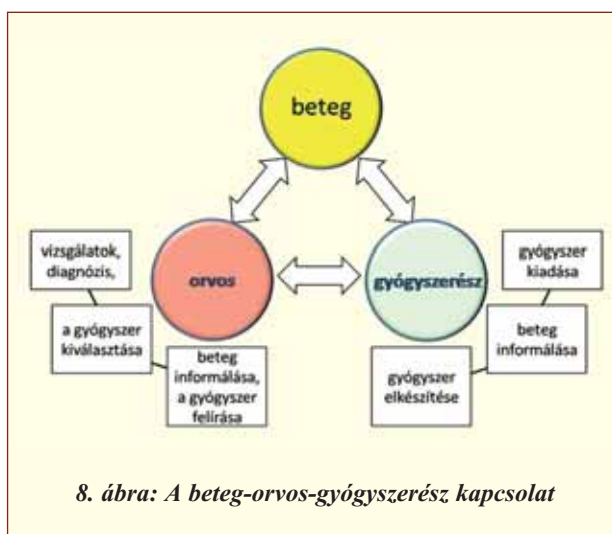 beteg
orvos
gyógyszerész
vizsgálatok,
diagnózis,
a gyógyszer
kiválasztása
beteg
informálása,
a gyógyszer
felírása
gyógyszer
kiadása
beteg
informálása
gyógyszer
elkészítése
8. ábra: A beteg-orvos-gyógyszerész kapcsolat